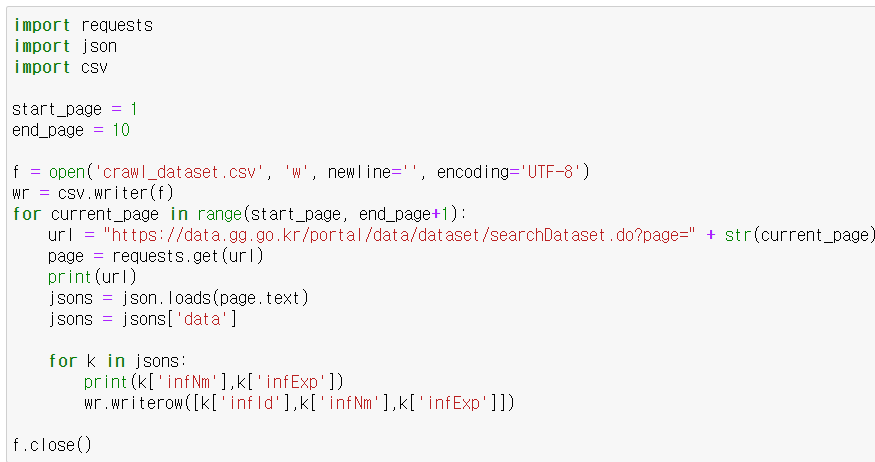 import requests
import json
import csv

start_page = 1
end_page = 10

f = open('crawl_dataset.csv', 'w', newline='', encoding='UTF-8')
wr = csv.writer(f)
for current_page in range(start_page, end_page+1):
    url = "https://data.gg.go.kr/portal/data/dataset/searchDataset.do?page=" + str(current_page)
    page = requests.get(url)
    print(url)
    jsons = json.loads(page.text)
    jsons = jsons['data']

    for k in jsons:
        print(k['infNm'],k['infExp'])
        wr.writerow([k['infId'],k['infNm'],k['infExp']])

f.close()